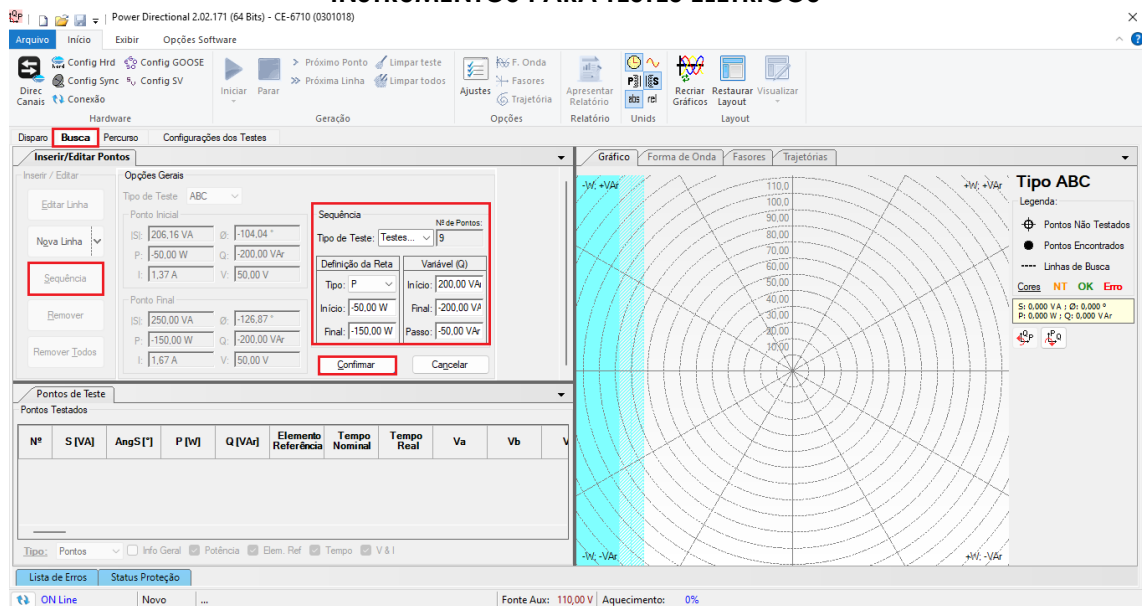 INSTRUMENTOS PARA TESTES ELÉTRICOS
Power Directional 2.02.171 (64 Bits) - CE-6710 (0301018)
Arquivo Início Exibir Opções Software
Direc Canais
Config Hrd Config GOOSE
Config Sync Config SV
Conexão
Hardware
Iniciar Parar
Próximo Ponto Limpar teste
Próxima Linha Limpar todos
Geração
Ajustes
F. Onda
Fasores
Trajetória
Opções
Apresentar Relatório
Relatório
abs rel
Unids
Recriar Gráficos
Restaurar Layout
Visualizar
Layout
Disparo Busca Percurso Configurações dos Testes
Inserir/Editar Pontos
Inserir / Editar
Editar Linha
Nova Linha
Sequência
Remover
Remover Todos
Opções Gerais
Tipo de Teste ABC
Ponto Inicial
|S|: 206,16 VA Ø: -104,04 °
P: -50,00 W Q: -200,00 VAr
I: 1,37 A V: 50,00 V
Ponto Final
|S|: 250,00 VA Ø: -126,87 °
P: -150,00 W Q: -200,00 VAr
I: 1,67 A V: 50,00 V
Sequência
Nº de Pontos:
Tipo de Teste: Testes... 9
Definição da Reta
Tipo: P
Início: -50,00 W
Final: -150,00 W
Variável (Q)
Início: 200,00 VAr
Final: -200,00 VA
Passo: -50,00 VAr
Confirmar Cancelar
Pontos de Teste
Pontos Testados
Nº S [VA] AngS [°] P [W] Q [VAr] Elemento Referência Tempo Nominal Tempo Real Va Vb V
Tipo: Pontos Info Geral Potência Elem. Ref Tempo V & I
Gráfico Forma de Onda Fasores Trajetórias
-W; +VAr
+W; +VAr
110,0
100,0
90,00
80,00
70,00
60,00
50,00
40,00
30,00
20,00
10,00
-W; -VAr
+W; -VAr
Tipo ABC
Legenda:
Pontos Não Testados
Pontos Encontrados
Linhas de Busca
Cores NT OK Erro
S: 0,000 VA ; Ø: 0,000 º
P: 0,000 W ; Q: 0,000 VAr
Lista de Erros Status Proteção
ON Line Novo ... Fonte Aux: 110,00 V Aquecimento: 0%